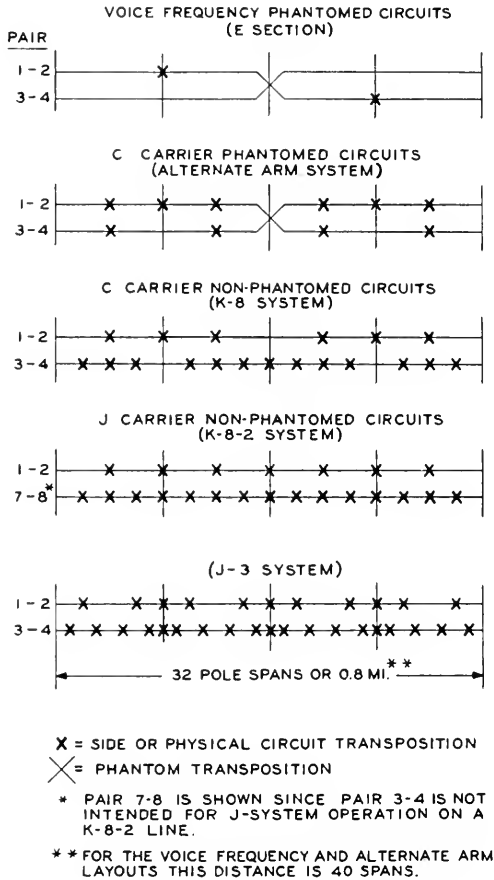 VOICE FREQUENCY PHANTOMED CIRCUITS
(E SECTION)
PAIR
1-2
3-4
C CARRIER PHANTOMED CIRCUITS
(ALTERNATE ARM SYSTEM)
1-2
3-4
C CARRIER NON-PHANTOMED CIRCUITS
(K-8 SYSTEM)
1-2
3-4
J CARRIER NON-PHANTOMED CIRCUITS
(K-8-2 SYSTEM)
1-2
7-8*
(J-3 SYSTEM)
1-2
3-4
32 POLE SPANS OR 0.8 MI.**
X = SIDE OR PHYSICAL CIRCUIT TRANSPOSITION
= PHANTOM TRANSPOSITION
* PAIR 7-8 IS SHOWN SINCE PAIR 3-4 IS NOT
INTENDED FOR J-SYSTEM OPERATION ON A
K-8-2 LINE.
** FOR THE VOICE FREQUENCY AND ALTERNATE ARM
LAYOUTS THIS DISTANCE IS 40 SPANS.